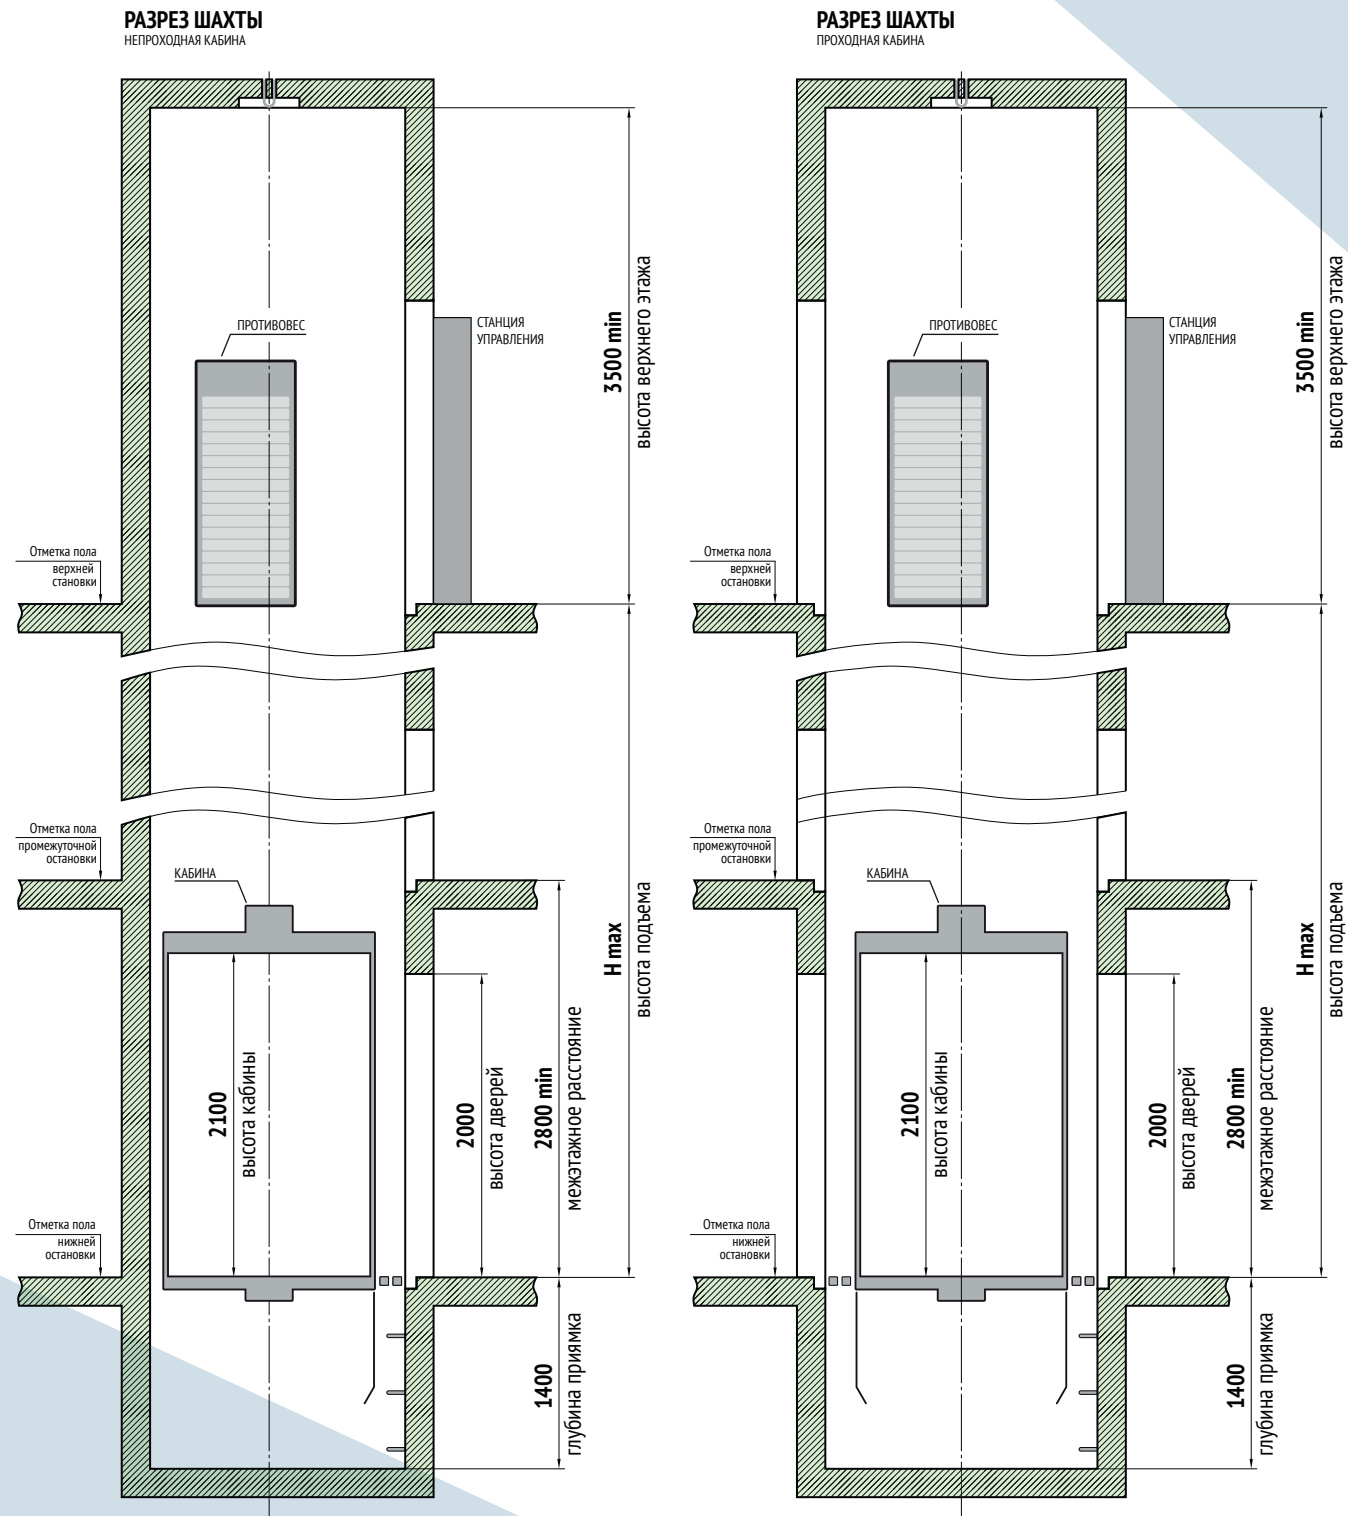 РАЗРЕЗ ШАХТЫ
НЕПРОХОДНАЯ КАБИНА
ПРОТИВОВЕС
СТАНЦИЯ
УПРАВЛЕНИЯ
3500 min
высота верхнего этажа
Отметка пола
верхней
становки
Отметка пола
промежуточной
остановки
КАБИНА
H max
высота подъема
2100
высота кабины
2000
высота дверей
2800 min
межэтажное расстояние
Отметка пола
нижней
остановки
1400
глубина приямка
РАЗРЕЗ ШАХТЫ
ПРОХОДНАЯ КАБИНА
ПРОТИВОВЕС
СТАНЦИЯ
УПРАВЛЕНИЯ
3500 min
высота верхнего этажа
Отметка пола
верхней
остановки
Отметка пола
промежуточной
остановки
КАБИНА
H max
высота подъема
2100
высота кабины
2000
высота дверей
2800 min
межэтажное расстояние
Отметка пола
нижней
остановки
1400
глубина приямка